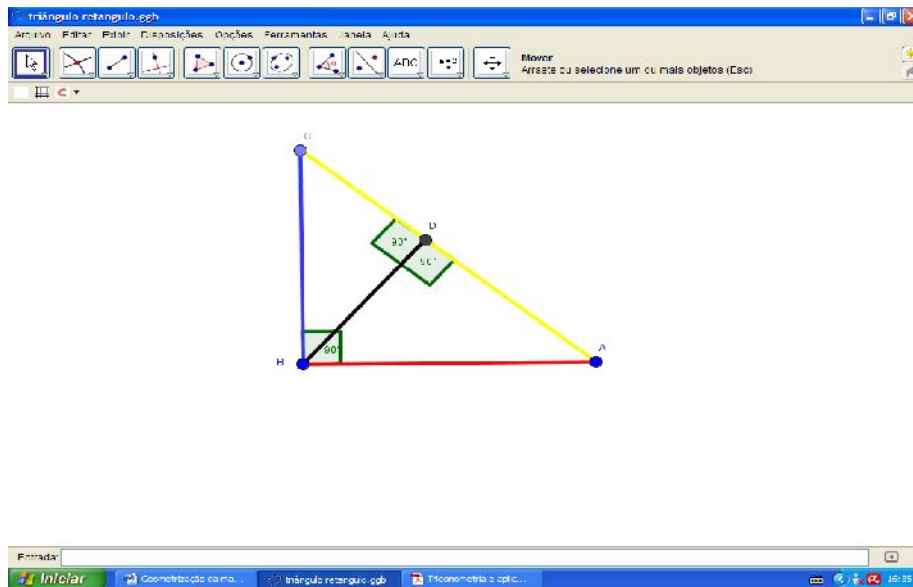 triângulo retangulo.ggb
Arquivo Editar Exibir Disposições Opções Ferramentas Janela Ajuda
ABC
Mover
Arraste ou selecione um ou mais objetos (Esc)
C
D
90°
90°
90°
B
A
Entrada:
Iniciar
Geometrização da ma...
triângulo retangulo.ggb
Trigonometria e aplic...
16:35